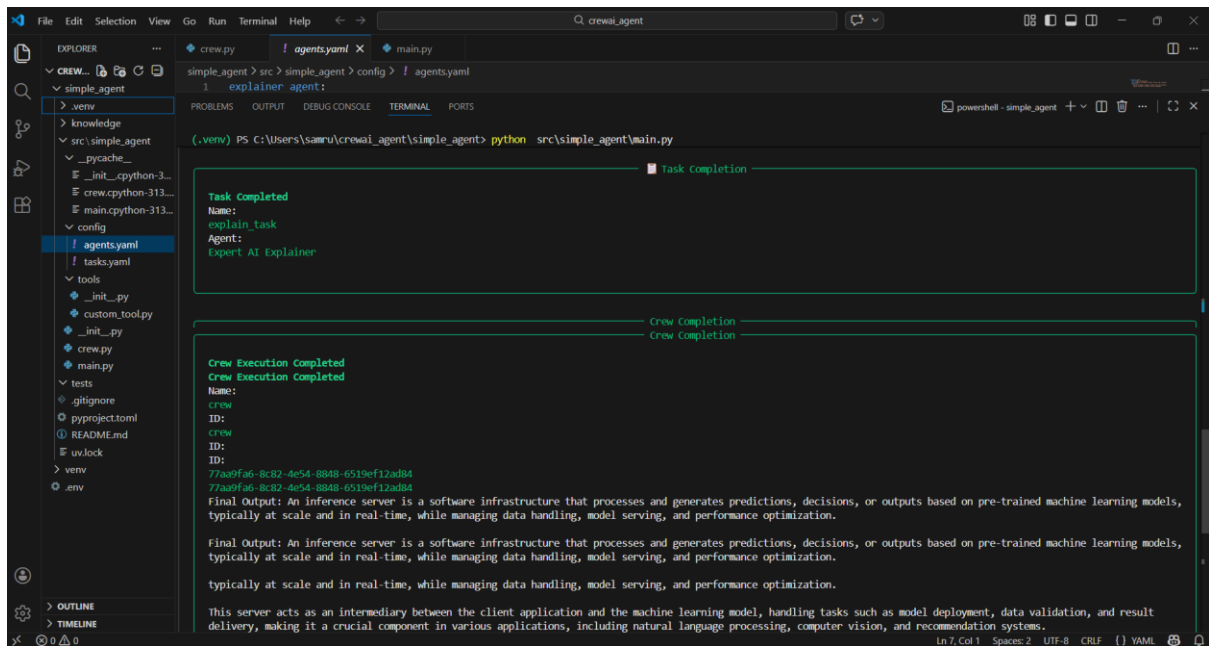 File Edit Selection View Go Run Terminal Help
crewai_agent
EXPLORER
crew.py
agents.yaml
main.py
CREW...
simple_agent > src > simple_agent > config > ! agents.yaml
1 explainer agent:
PROBLEMS OUTPUT DEBUG CONSOLE TERMINAL PORTS
powershell - simple_agent
simple_agent
.venv
knowledge
src\simple_agent
__pycache__
__init__.cpython-3...
crew.cpython-313....
main.cpython-313...
config
agents.yaml
tasks.yaml
tools
__init__.py
custom_tool.py
__init__.py
crew.py
main.py
tests
.gitignore
pyproject.toml
README.md
uv.lock
venv
.env
OUTLINE
TIMELINE
(.venv) PS C:\Users\samru\crewai_agent\simple_agent> python src\simple_agent\main.py
Task Completion
Task Completed
Name:
explain_task
Agent:
Expert AI Explainer
Crew Completion
Crew Completion
Crew Execution Completed
Crew Execution Completed
Name:
crew
ID:
crew
ID:
ID:
77aa9fa6-8c82-4e54-8848-6519ef12ad84
77aa9fa6-8c82-4e54-8848-6519ef12ad84
Final Output: An inference server is a software infrastructure that processes and generates predictions, decisions, or outputs based on pre-trained machine learning models,
typically at scale and in real-time, while managing data handling, model serving, and performance optimization.
Final Output: An inference server is a software infrastructure that processes and generates predictions, decisions, or outputs based on pre-trained machine learning models,
typically at scale and in real-time, while managing data handling, model serving, and performance optimization.
typically at scale and in real-time, while managing data handling, model serving, and performance optimization.
This server acts as an intermediary between the client application and the machine learning model, handling tasks such as model deployment, data validation, and result
delivery, making it a crucial component in various applications, including natural language processing, computer vision, and recommendation systems.
0 0
Ln 7, Col 1 Spaces: 2 UTF-8 CRLF {} YAML